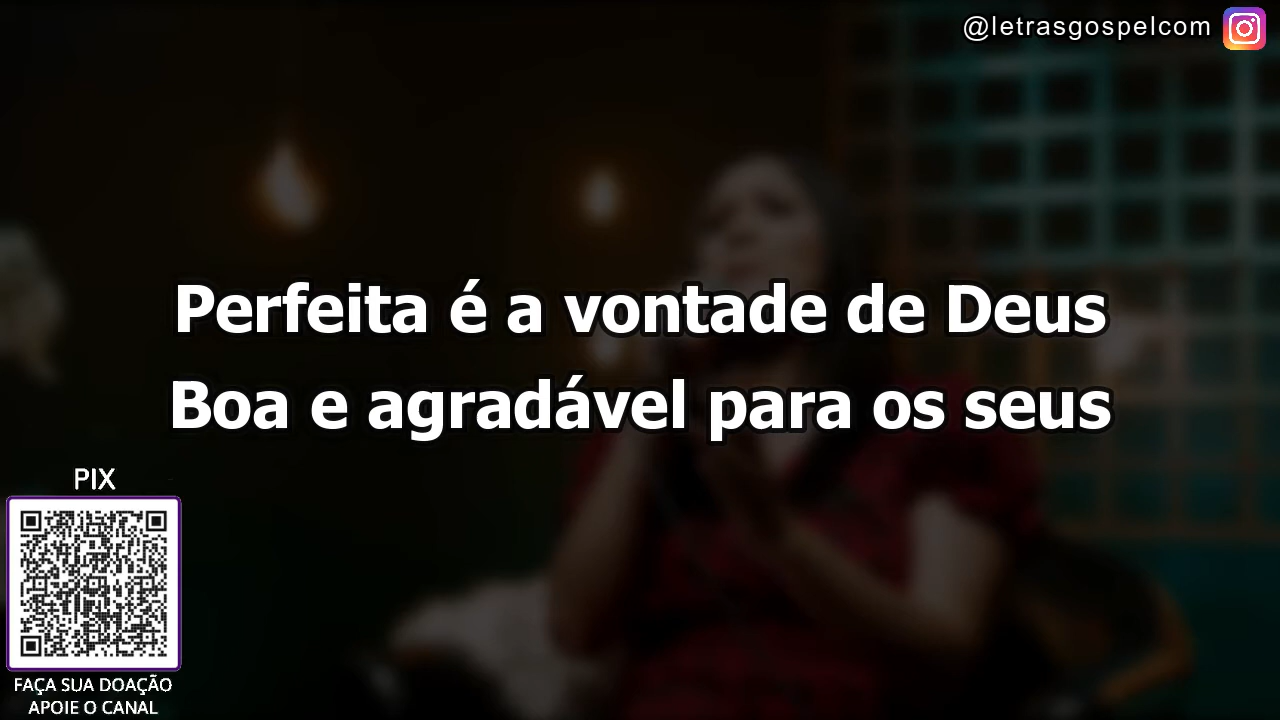 @letrasgospelcom
Perfeita é a vontade de Deus
Boa e agradável para os seus
PIX
FAÇA SUA DOAÇÃO
APOIE O CANAL